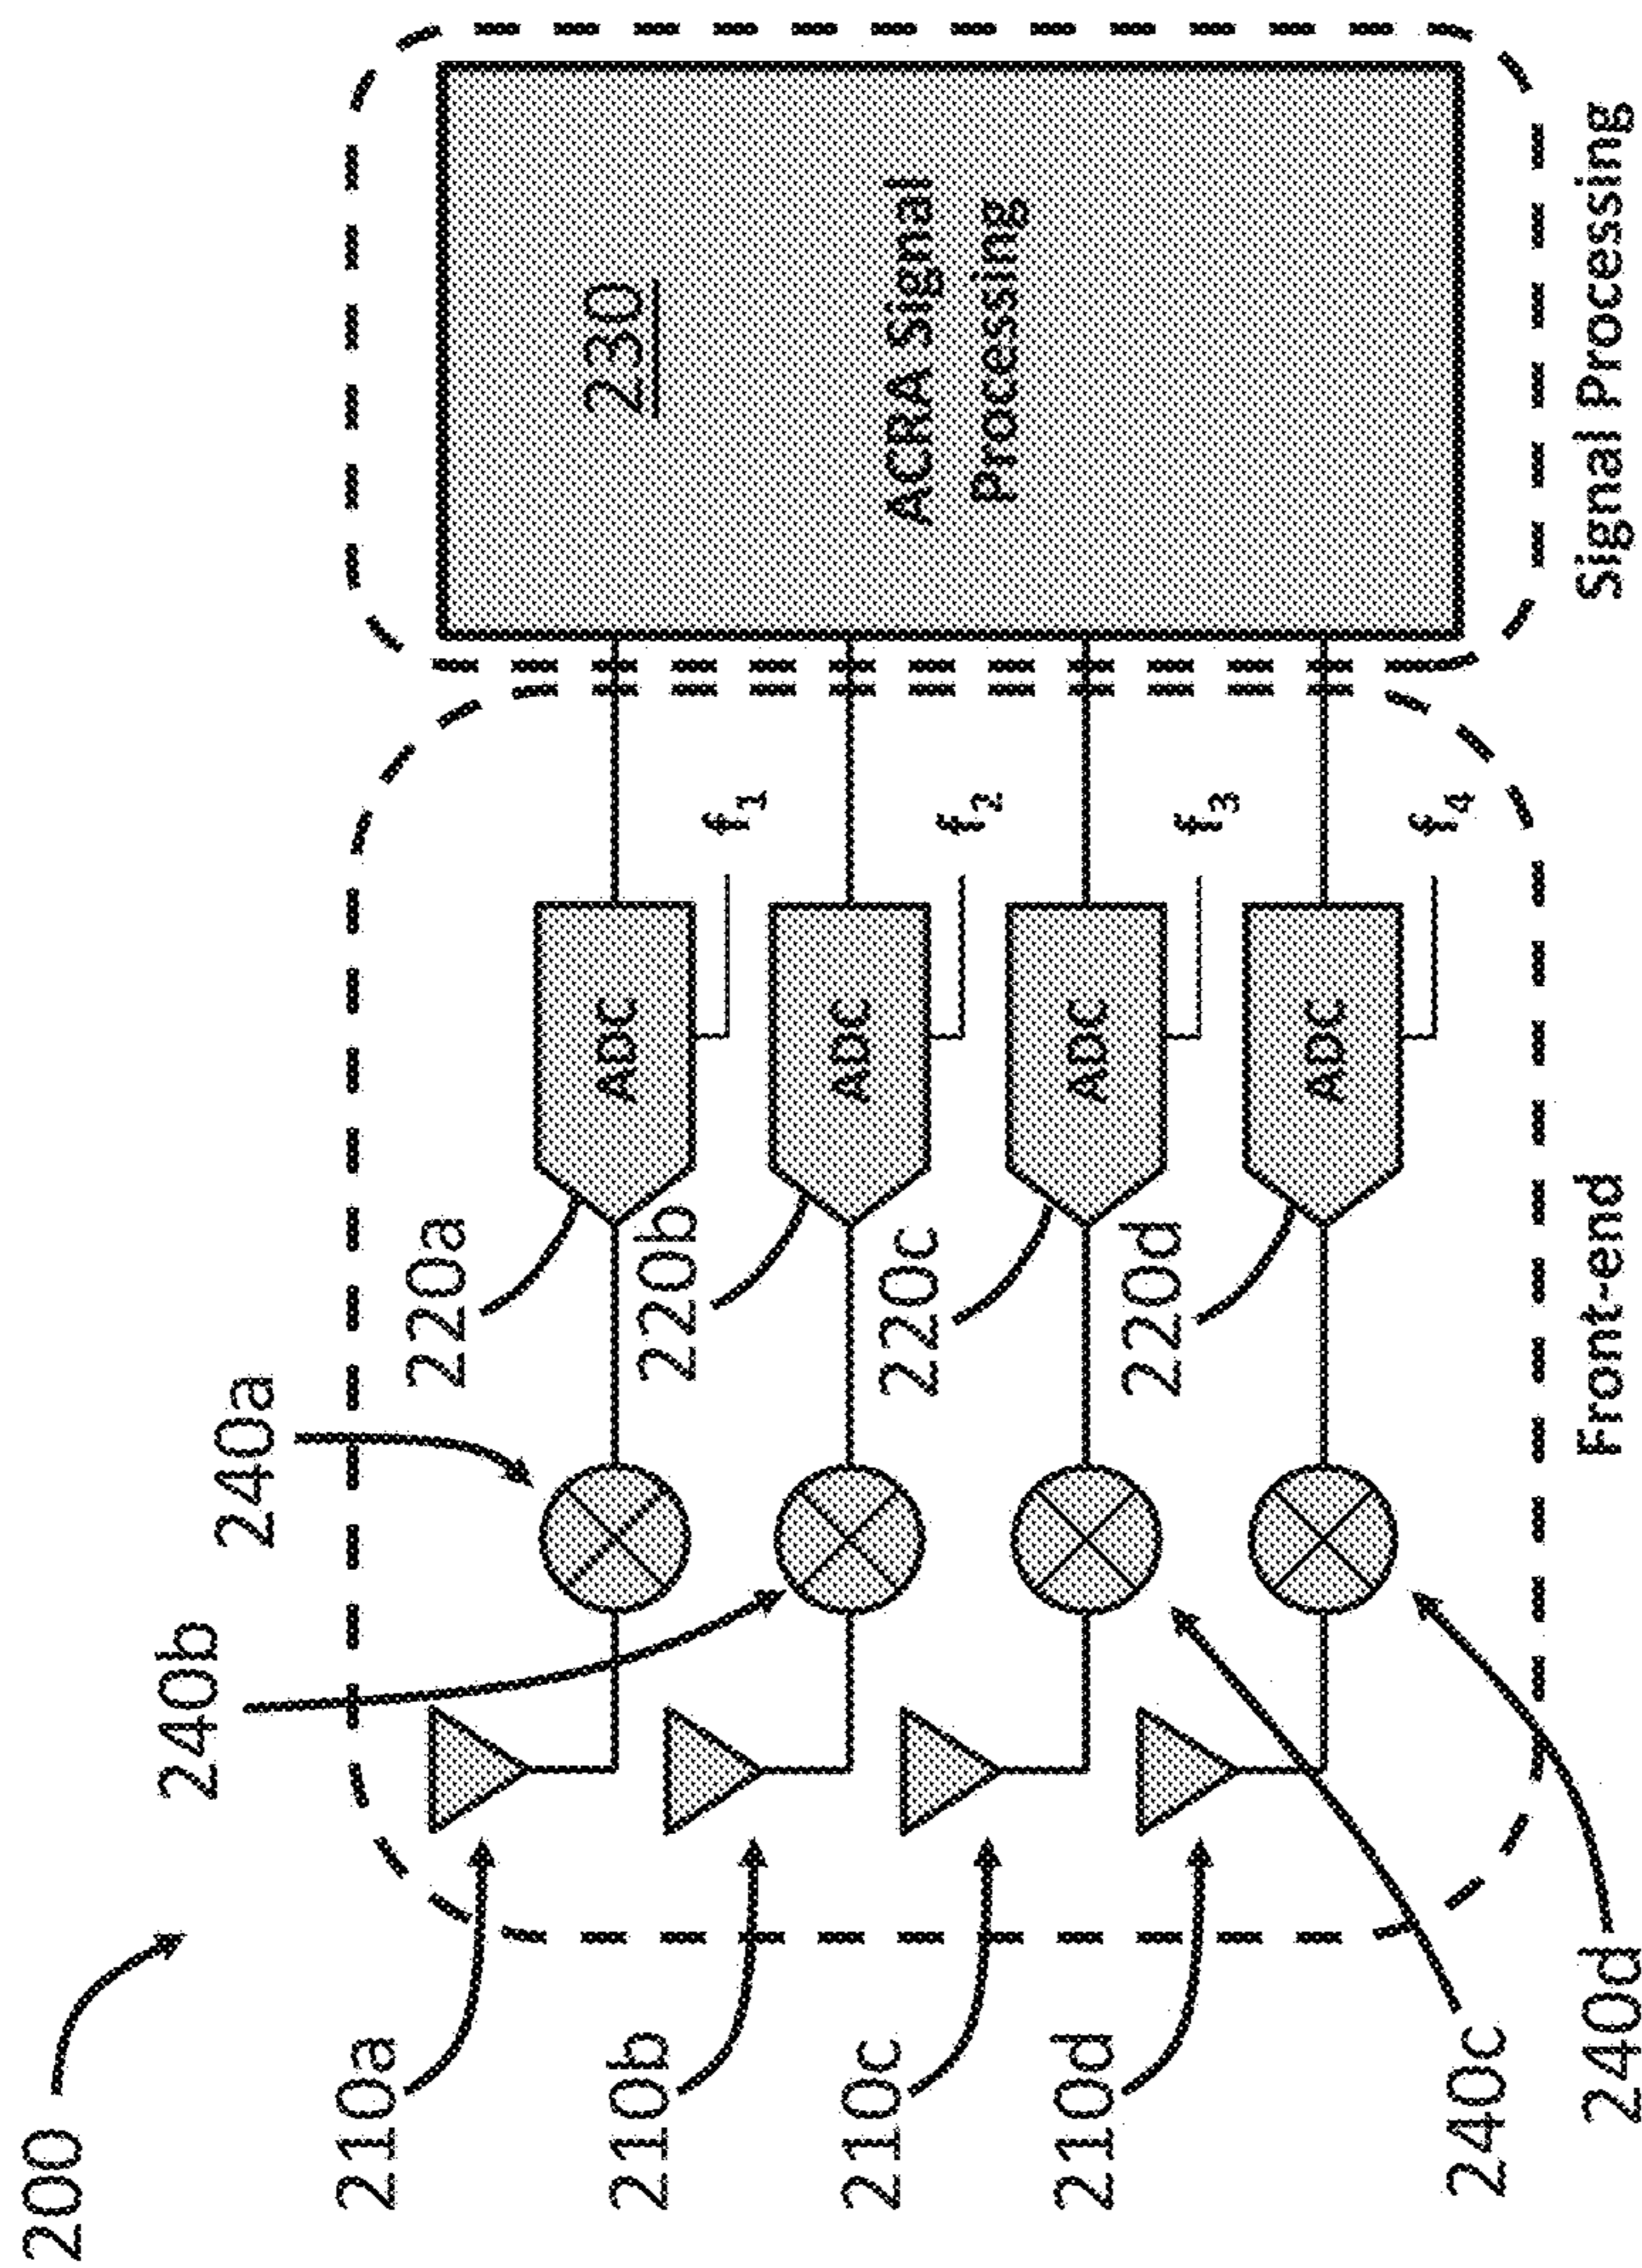 200
240b
240a
210a
220a
ADC
f1
230
210b
220b
ADC
f2
ACRA Signal
Processing
210c
220c
ADC
f3
210d
220d
ADC
f4
240c
240d
Front-end
Signal Processing